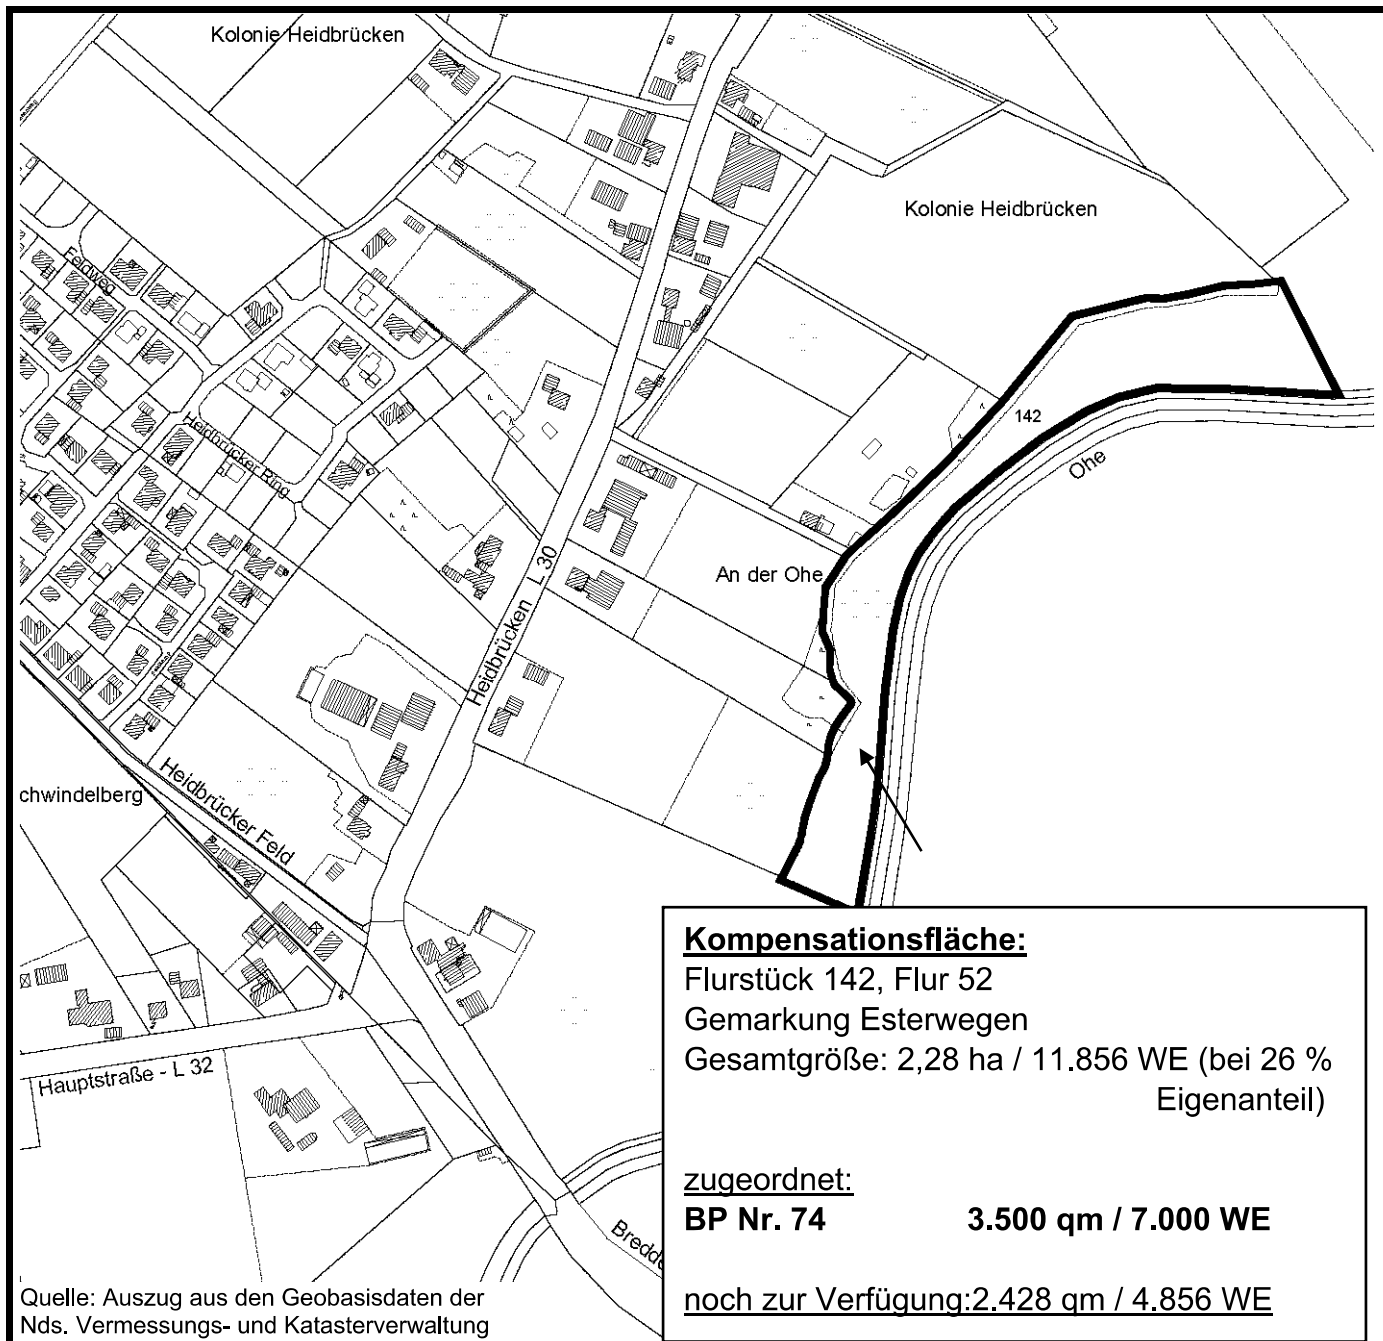 Kolonie Heidbrücken
Kolonie Heidbrücken
Feldweg
Heidbrücker Ring
142
Ohe
An der Ohe
Heidbrücken L 30
chwindelberg
Heidbrücker Feld
Hauptstraße - L 32
Bredde
Kompensationsfläche:
Flurstück 142, Flur 52
Gemarkung Esterwegen
Gesamtgröße: 2,28 ha / 11.856 WE (bei 26 %
Eigenanteil)
zugeordnet:
BP Nr. 74 3.500 qm / 7.000 WE
noch zur Verfügung:2.428 qm / 4.856 WE
Quelle: Auszug aus den Geobasisdaten der
Nds. Vermessungs- und Katasterverwaltung